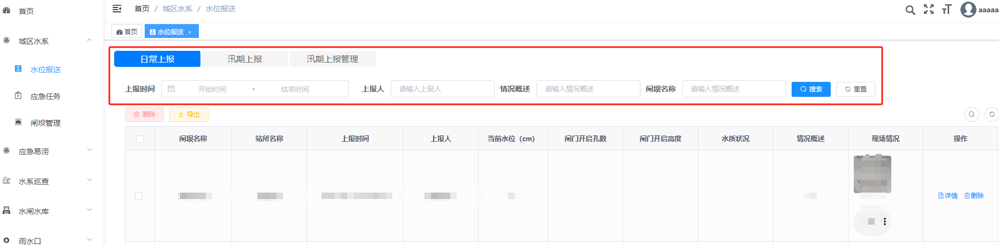 首页
城区水系
水位报送
应急任务
闸坝管理
应急易涝
水系巡查
水闸水库
雨水口
首页 / 城区水系 / 水位报送
aaaaa
首页 水位报送 ×
日常上报 汛期上报 汛期上报管理
上报时间 开始时间 - 结束时间 上报人 请输入上报人 情况概述 请输入情况概述 闸坝名称 请输入情况概述 搜索 重置
删除 导出
闸坝名称 站所名称 上报时间 上报人 当前水位（cm） 闸门开启孔数 闸门开启高度 水质状况 情况概述 现场情况 操作
详情 删除